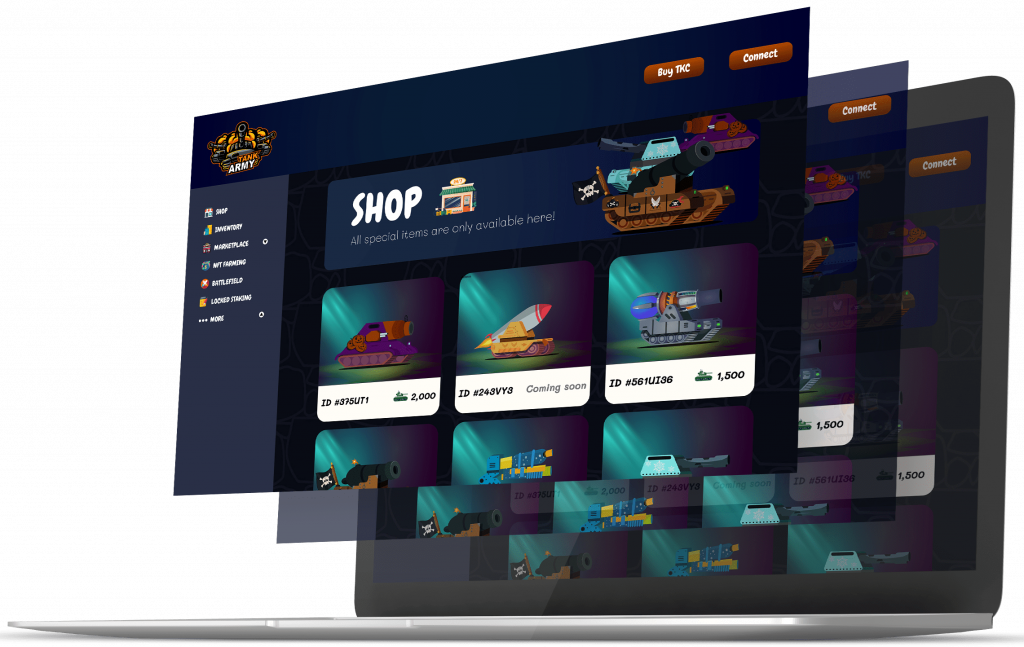 Buy TKC
Connect
TANK
ARMY
SHOP
INVENTORY
MARKETPLACE
NFT FARMING
BATTLEFIELD
LOCKED STAKING
MORE
SHOP
All special items are only available here!
ID #375UT1
2,000
ID #243VY3
Coming soon
ID #561UI36
1,500
Connect
Buy TKC
1,500
Connect
ID #375UT1
2,000
ID #243VY3
Coming soon
ID #561UI36
1,500